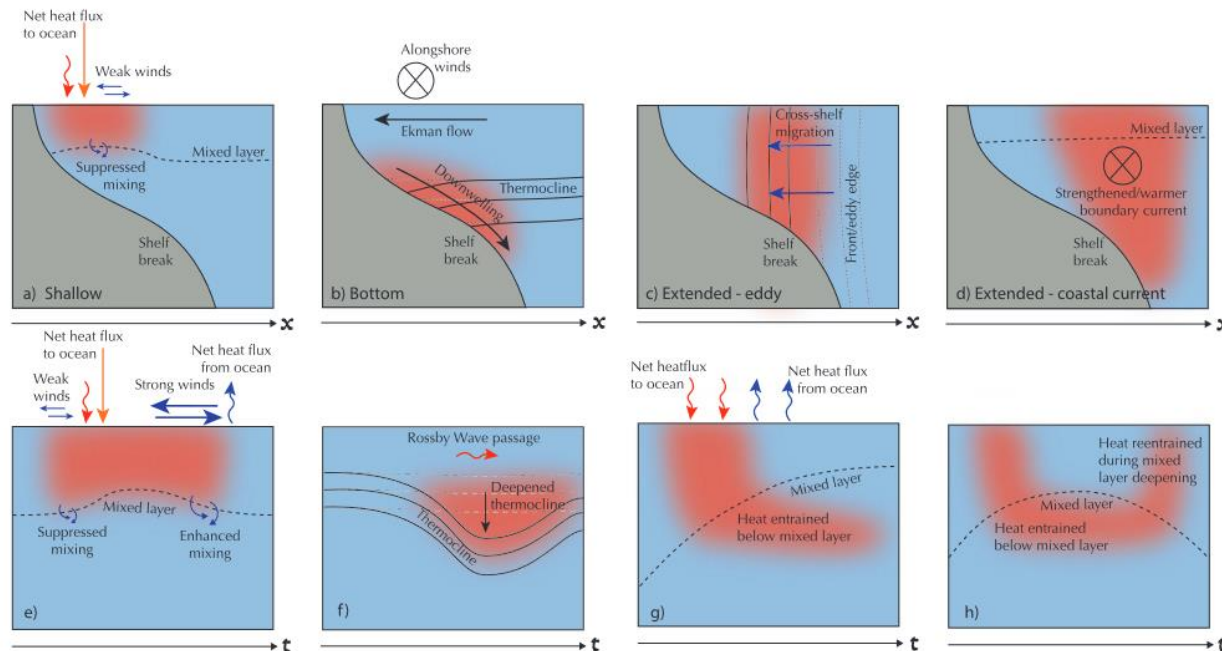 Net heat flux
to ocean
Weak winds
Mixed layer
Suppressed
mixing
Shelf
break
a) Shallow
x
Alongshore
winds
Ekman flow
Downwelling
Thermocline
Shelf
break
b) Bottom
x
Cross-shelf
migration
Front/eddy edge
Shelf
break
c) Extended - eddy
x
Mixed layer
Strengthened/warmer
boundary current
Shelf
break
d) Extended - coastal current
x
Net heat flux
to ocean
Weak
winds
Strong winds
Net heat flux
from ocean
Mixed layer
Suppressed
mixing
Enhanced
mixing
e)
t
Rossby Wave passage
Deepened
thermocline
Thermocline
f)
t
Net heatflux
to ocean
Net heat flux
from ocean
Mixed layer
Heat entrained
below mixed layer
g)
t
Heat reentrained
during mixed
layer deepening
Mixed layer
Heat entrained
below mixed layer
h)
t